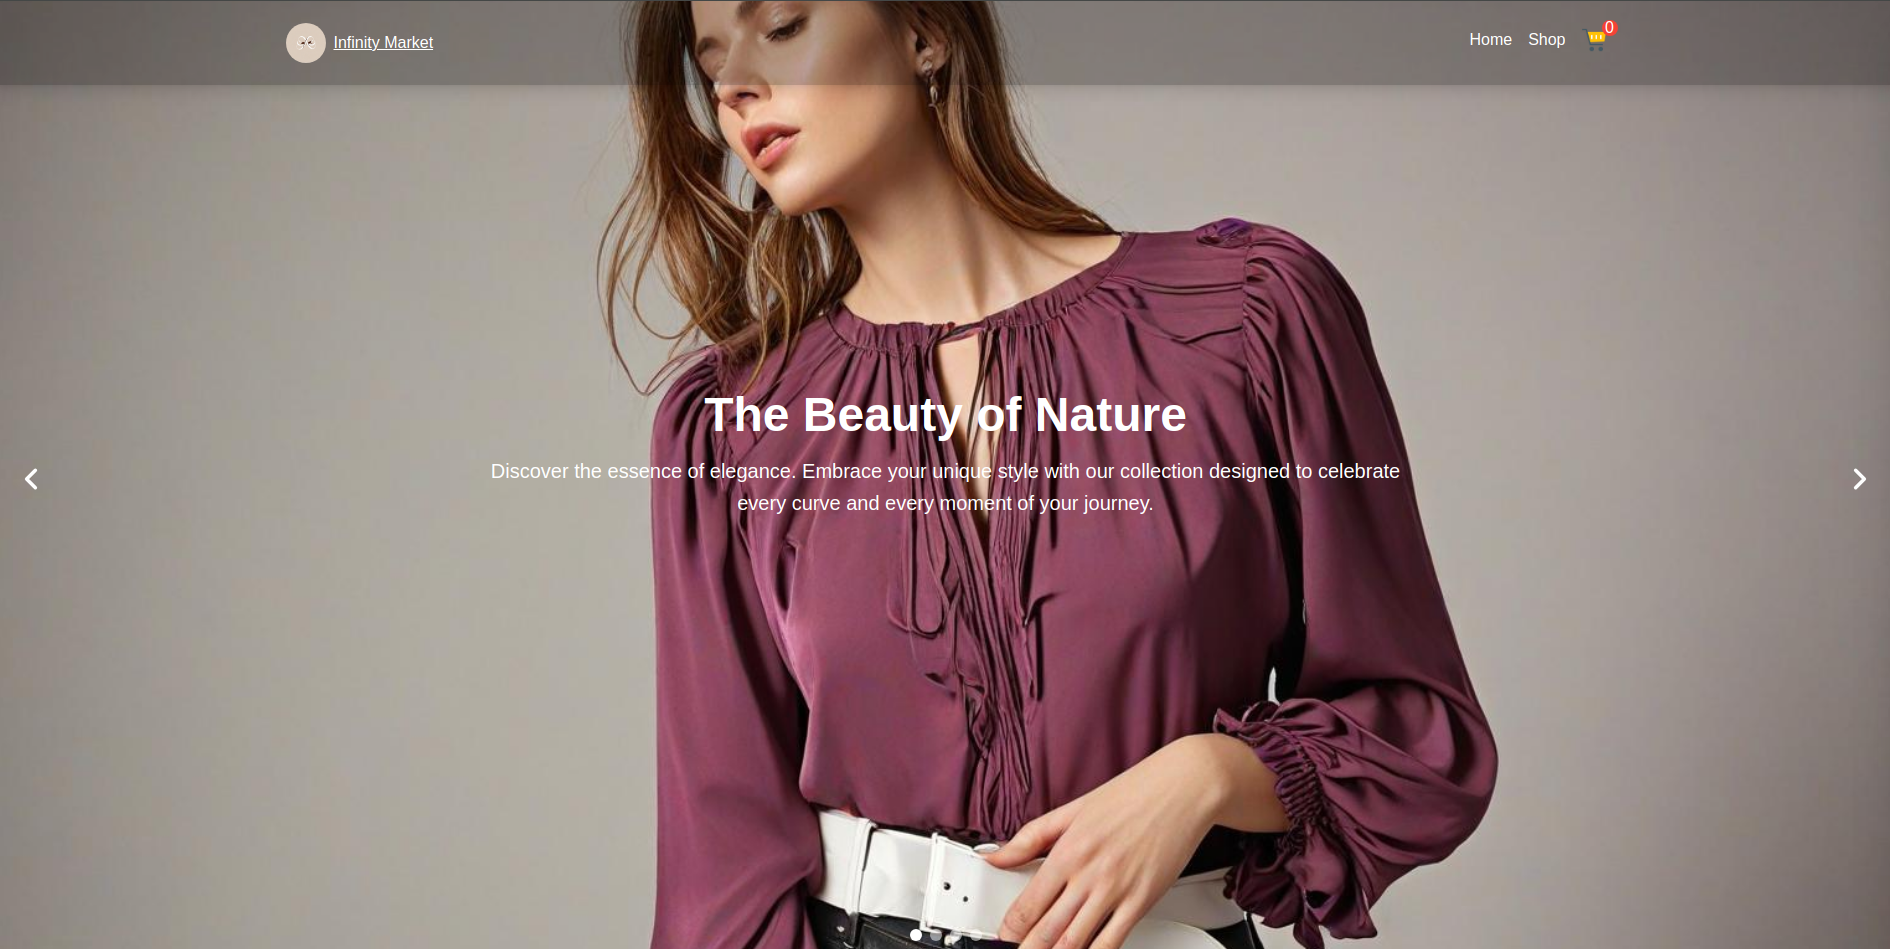 Infinity Market
Home Shop 0
The Beauty of Nature
Discover the essence of elegance. Embrace your unique style with our collection designed to celebrate
every curve and every moment of your journey.